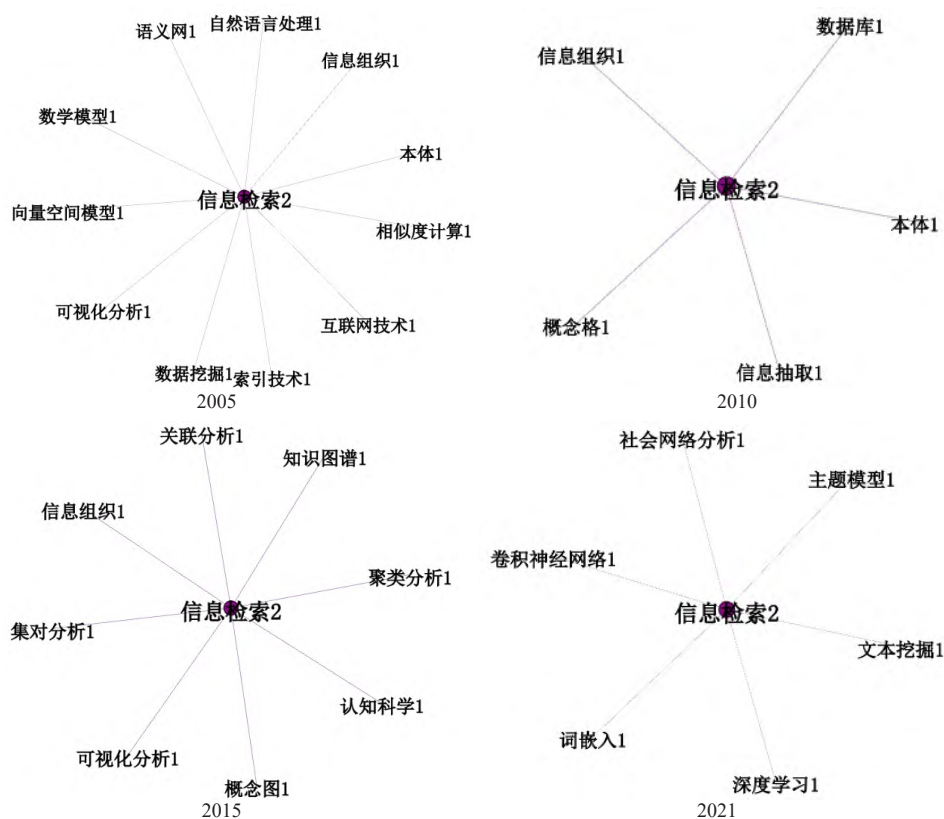 语义网1
自然语言处理1
信息组织1
数学模型1
本体1
信息检索2
向量空间模型1
相似度计算1
可视化分析1
互联网技术1
数据挖掘1
索引技术1
2005
数据库1
信息组织1
信息检索2
本体1
概念格1
信息抽取1
2010
关联分析1
知识图谱1
信息组织1
聚类分析1
信息检索2
集对分析1
认知科学1
可视化分析1
概念图1
2015
社会网络分析1
主题模型1
卷积神经网络1
信息检索2
文本挖掘1
词嵌入1
深度学习1
2021